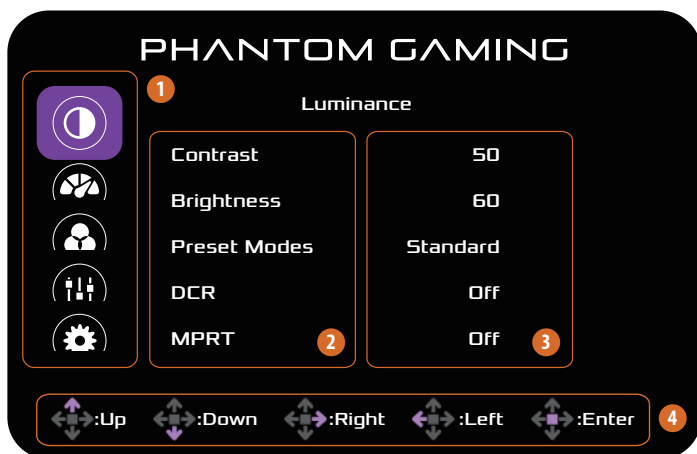 PHANTOM GAMING
1
Luminance
Contrast 50
Brightness 60
Preset Modes Standard
DCR Off
MPRT Off
2 3
:Up :Down :Right :Left :Enter 4